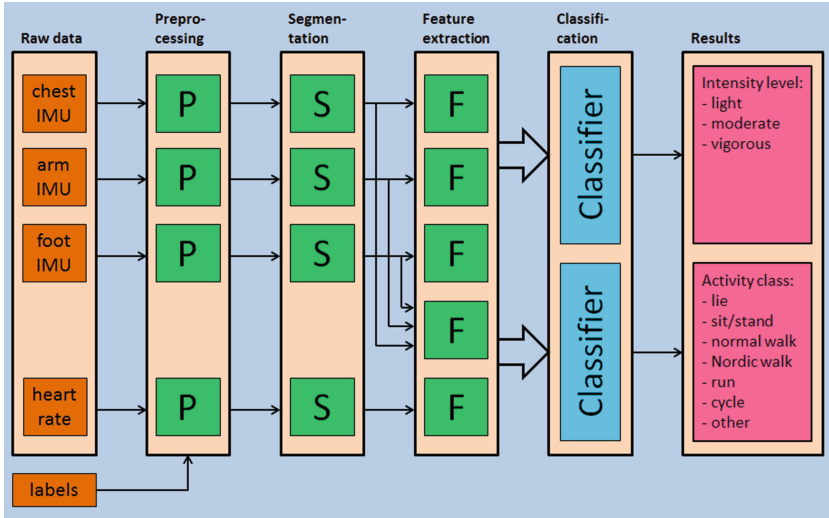 Raw data
Prepro-
cessing
Segmen-
tation
Feature
extraction
Classifi-
cation
Results
chest
IMU
P
S
F
arm
IMU
P
S
F
foot
IMU
P
S
F
F
heart
rate
P
S
F
labels
Classifier
Classifier
Intensity level:
- light
- moderate
- vigorous
Activity class:
- lie
- sit/stand
- normal walk
- Nordic walk
- run
- cycle
- other